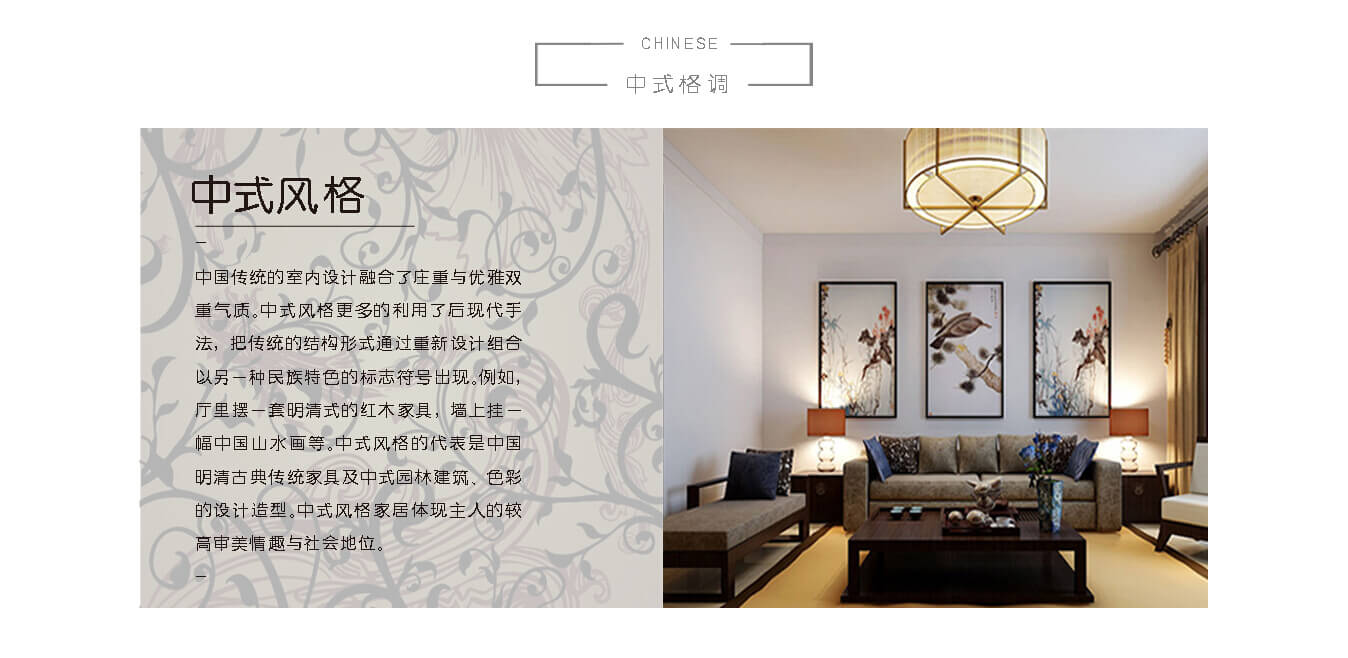 CHINESE
中式格调
中式风格
中国传统的室内设计融合了庄重与优雅双
重气质。中式风格更多的利用了后现代手
法，把传统的结构形式通过重新设计组合
以另一种民族特色的标志符号出现。例如，
厅里摆一套明清式的红木家具，墙上挂一
幅中国山水画等。中式风格的代表是中国
明清古典传统家具及中式园林建筑、色彩
的设计造型。中式风格家居体现主人的较
高审美情趣与社会地位。